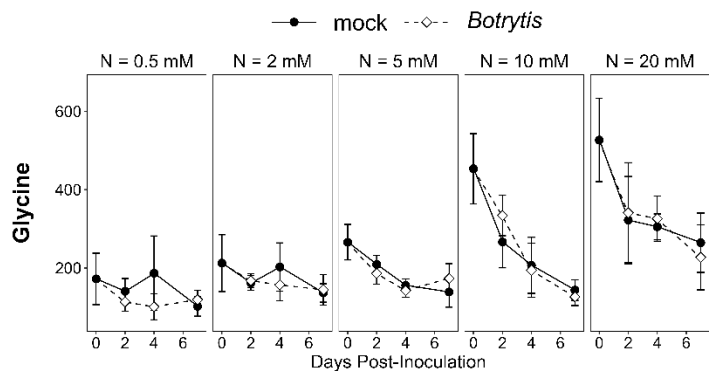 mock Botrytis
N = 0.5 mM N = 2 mM N = 5 mM N = 10 mM N = 20 mM
Glycine
600
400
200
0 2 4 6 0 2 4 6 0 2 4 6 0 2 4 6 0 2 4 6
Days Post-Inoculation